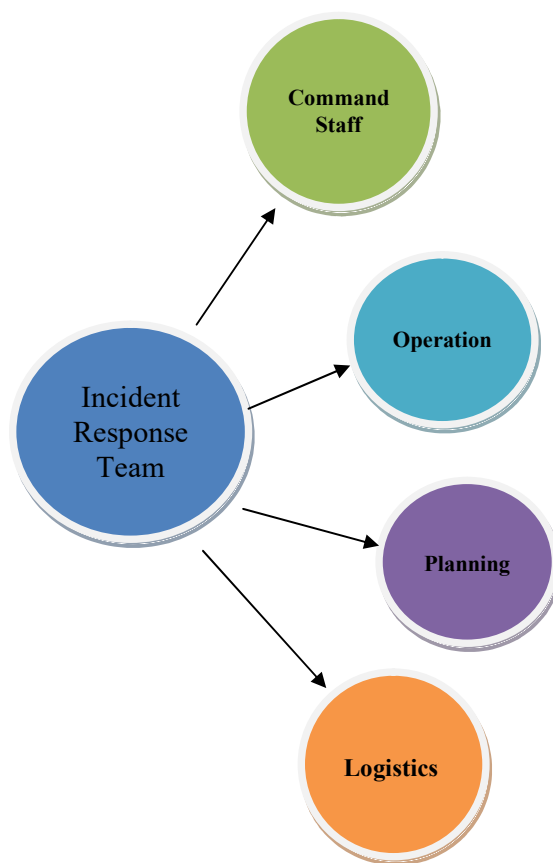 Command
Staff
Operation
Incident
Response
Team
Planning
Logistics